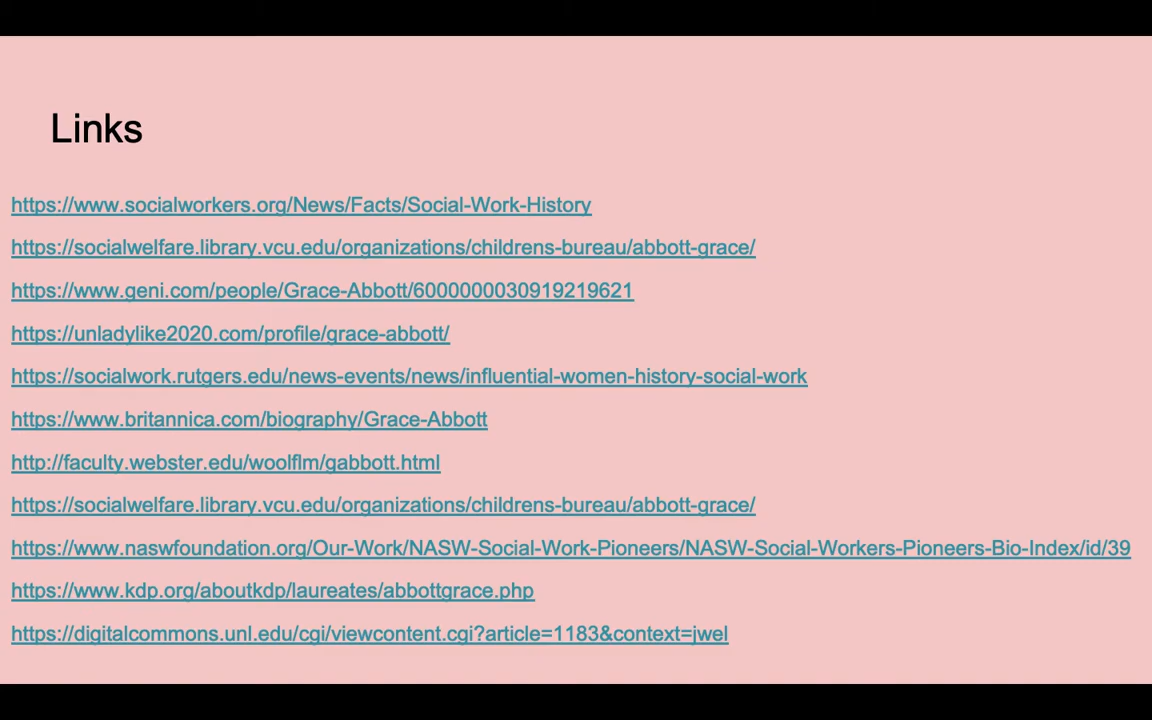 Links
https://www.socialworkers.org/News/Facts/Social-Work-History
https://socialwelfare.library.vcu.edu/organizations/childrens-bureau/abbott-grace/
https://www.geni.com/people/Grace-Abbott/6000000030919219621
https://unladylike2020.com/profile/grace-abbott/
https://socialwork.rutgers.edu/news-events/news/influential-women-history-social-work
https://www.britannica.com/biography/Grace-Abbott
http://faculty.webster.edu/woolflm/gabbott.html
https://socialwelfare.library.vcu.edu/organizations/childrens-bureau/abbott-grace/
https://www.naswfoundation.org/Our-Work/NASW-Social-Work-Pioneers/NASW-Social-Workers-Pioneers-Bio-Index/id/39
https://www.kdp.org/aboutkdp/laureates/abbottgrace.php
https://digitalcommons.unl.edu/cgi/viewcontent.cgi?article=1183&context=jwel